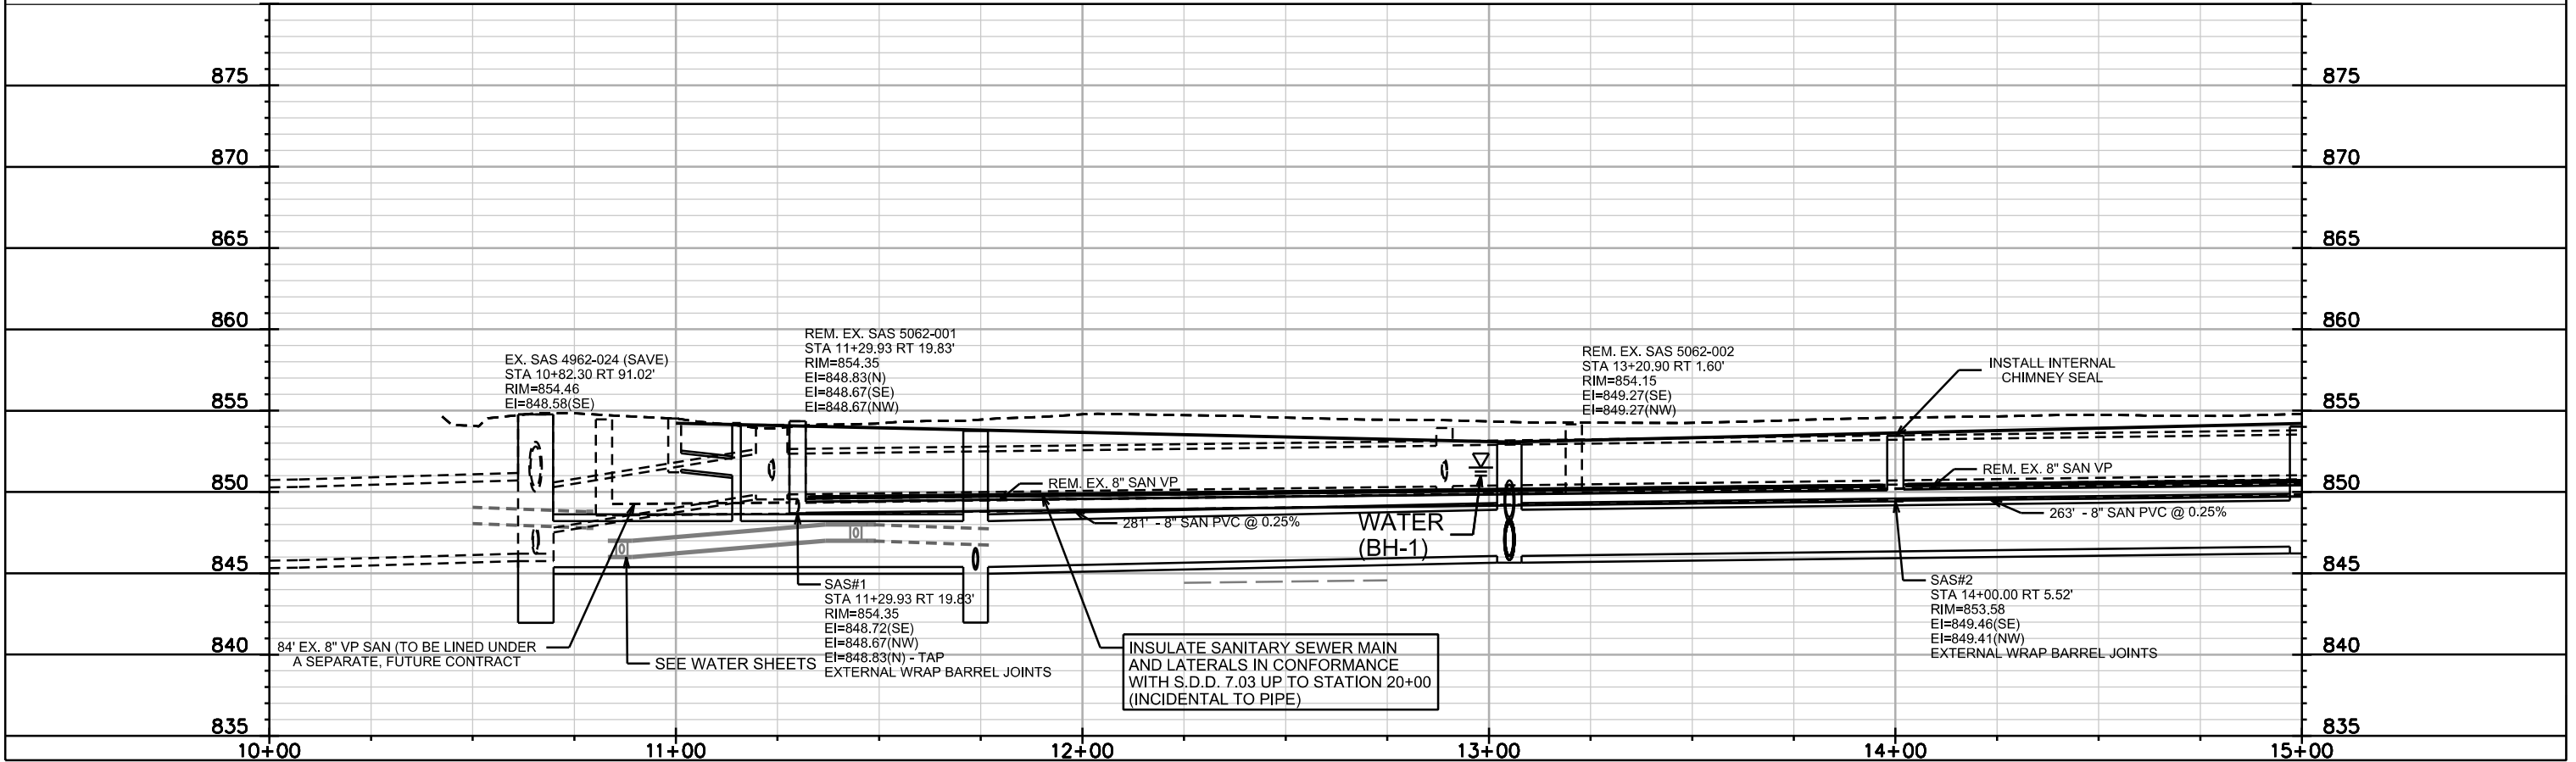 875
875
870
870
865
865
860
860
REM. EX. SAS 5062-001
STA 11+29.93 RT 19.83'
RIM=854.35
EI=848.83(N)
EI=848.67(SE)
EI=848.67(NW)
EX. SAS 4962-024 (SAVE)
STA 10+82.30 RT 91.02'
RIM=854.46
EI=848.58(SE)
REM. EX. SAS 5062-002
STA 13+20.90 RT 1.60'
RIM=854.15
EI=849.27(SE)
EI=849.27(NW)
INSTALL INTERNAL
CHIMNEY SEAL
855
855
850
850
REM. EX. 8" SAN VP
REM. EX. 8" SAN VP
281' - 8" SAN PVC @ 0.25%
263' - 8" SAN PVC @ 0.25%
WATER
(BH-1)
845
845
SAS#1
STA 11+29.93 RT 19.83'
RIM=854.35
EI=848.72(SE)
EI=848.67(NW)
EI=848.83(N) - TAP
EXTERNAL WRAP BARREL JOINTS
SAS#2
STA 14+00.00 RT 5.52'
RIM=853.58
EI=849.46(SE)
EI=849.41(NW)
EXTERNAL WRAP BARREL JOINTS
84' EX. 8" VP SAN (TO BE LINED UNDER
A SEPARATE, FUTURE CONTRACT
SEE WATER SHEETS
INSULATE SANITARY SEWER MAIN
AND LATERALS IN CONFORMANCE
WITH S.D.D. 7.03 UP TO STATION 20+00
(INCIDENTAL TO PIPE)
840
840
835
835
10+00
11+00
12+00
13+00
14+00
15+00